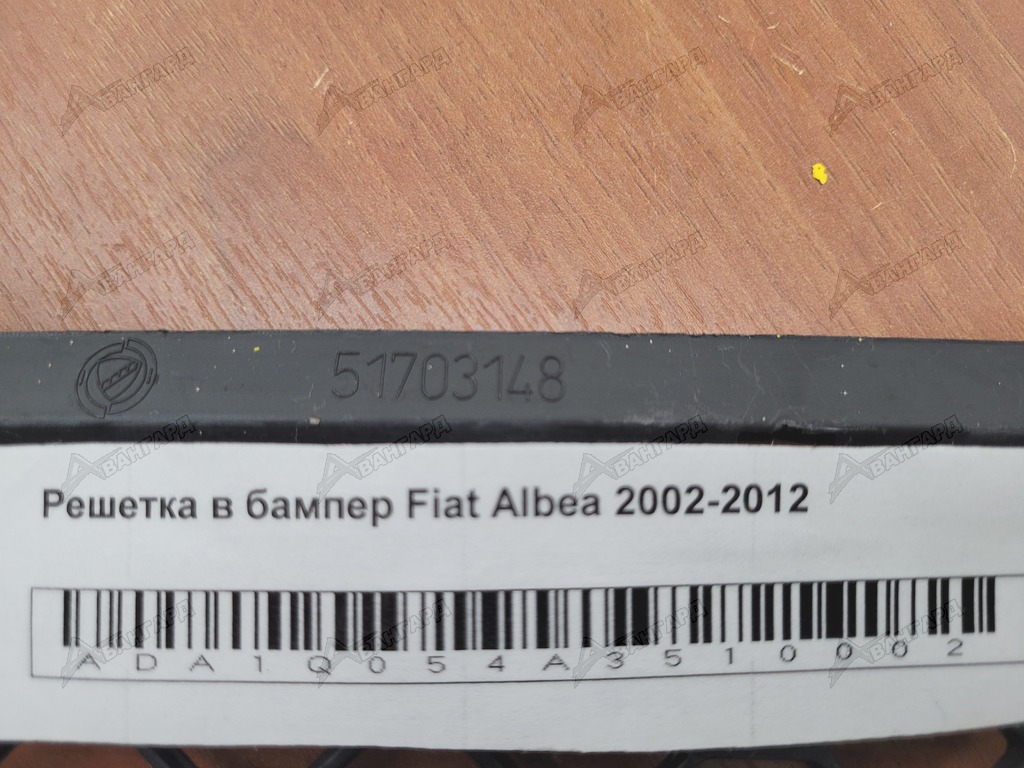 51703148
Решетка в бампер Fiat Albea 2002-2012
ADA1Q054A3510002